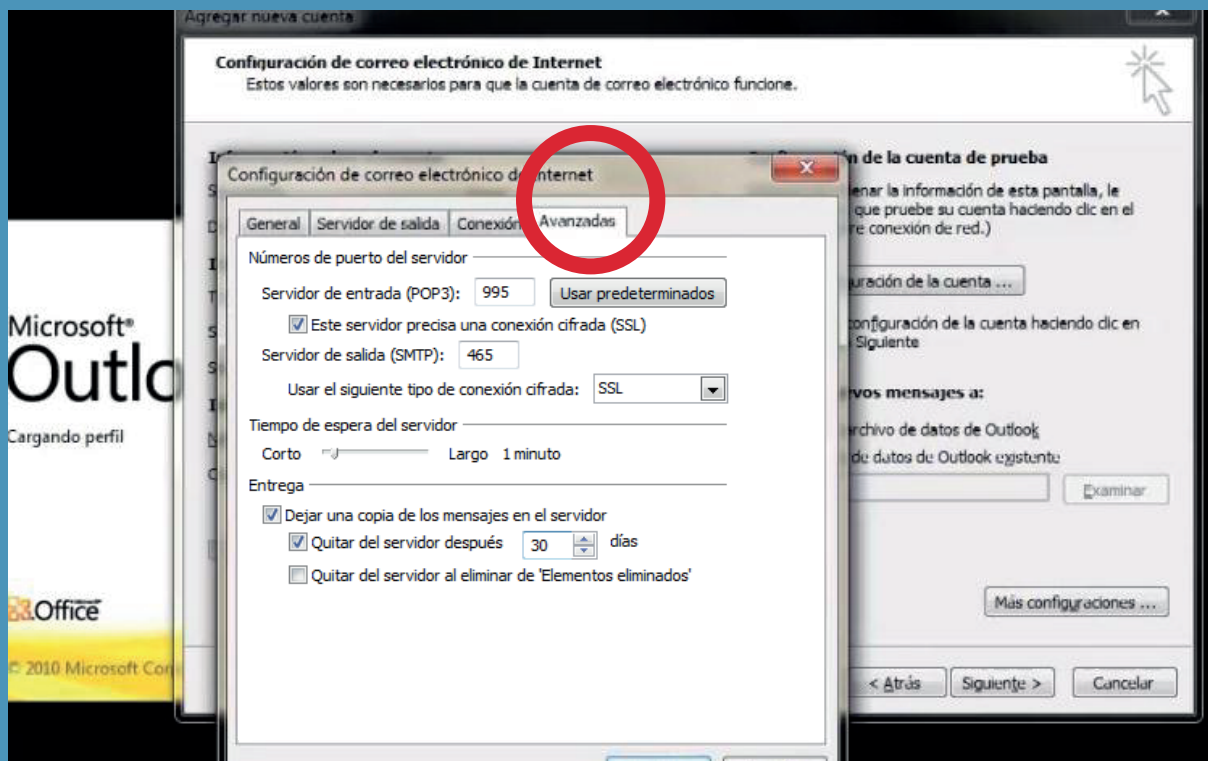 Agregar nueva cuenta
Configuración de correo electrónico de Internet
Estos valores son necesarios para que la cuenta de correo electrónico funcione.
n de la cuenta de prueba
enar la información de esta pantalla, le
que pruebe su cuenta haciendo clic en el
re conexión de red.)
uración de la cuenta ...
configuración de la cuenta haciendo clic en
Siguiente
vos mensajes a:
rchivo de datos de Outlook
de datos de Outlook existente
Examinar
Más configuraciones ...
< Atrás
Siguiente >
Cancelar
Configuración de correo electrónico de Internet
General
Servidor de salida
Conexión
Avanzadas
Números de puerto del servidor
Servidor de entrada (POP3): 995 Usar predeterminados
Este servidor precisa una conexión cifrada (SSL)
Servidor de salida (SMTP): 465
Usar el siguiente tipo de conexión cifrada: SSL
Tiempo de espera del servidor
Corto Largo 1 minuto
Entrega
Dejar una copia de los mensajes en el servidor
Quitar del servidor después 30 días
Quitar del servidor al eliminar de 'Elementos eliminados'
Microsoft®
Outlo
Cargando perfil
Office
© 2010 Microsoft Cor